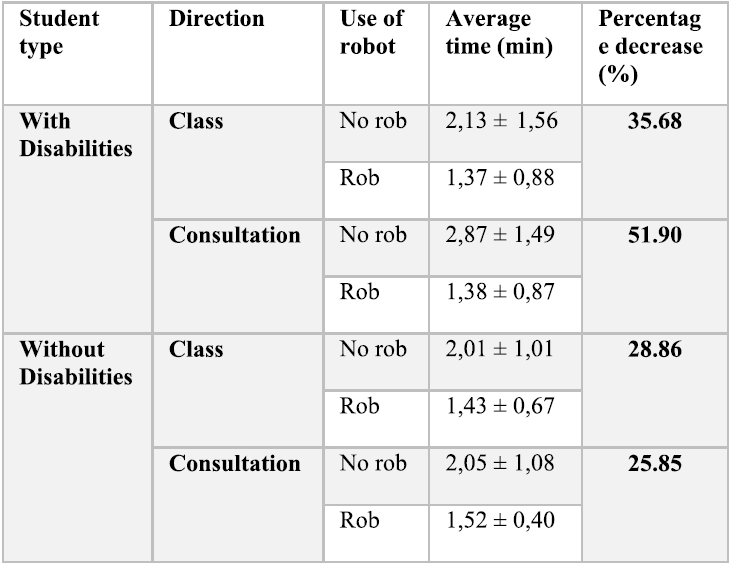 Student type Direction Use of robot Average time (min) Percentag e decrease (%)
With Disabilities Class No rob 2,13 ± 1,56 35.68
Rob 1,37 ± 0,88
Consultation No rob 2,87 ± 1,49 51.90
Rob 1,38 ± 0,87
Without Disabilities Class No rob 2,01 ± 1,01 28.86
Rob 1,43 ± 0,67
Consultation No rob 2,05 ± 1,08 25.85
Rob 1,52 ± 0,40